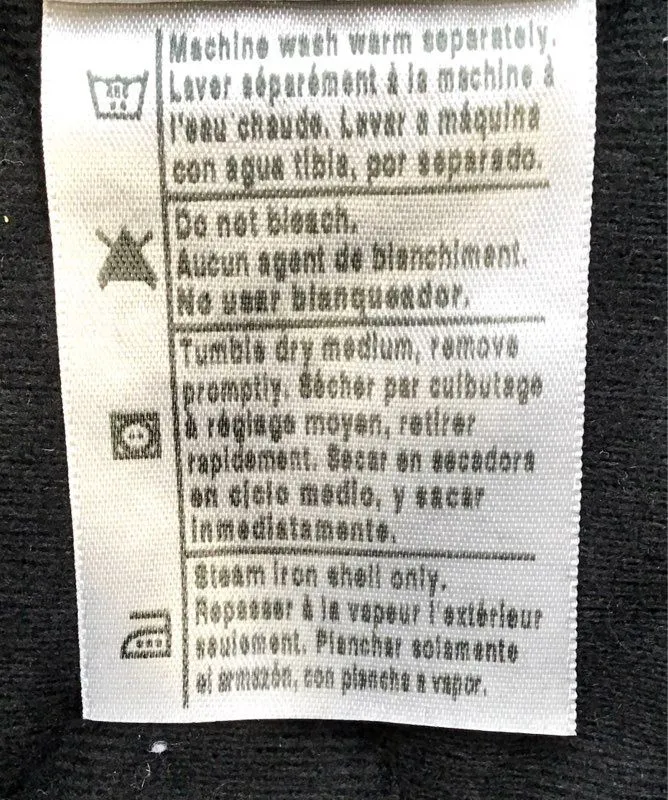 Machine wash warm separately.
Laver séparément à la machine à
l'eau chaude. Lavar a máquina
con agua tibia, por separado.
Do not bleach.
Aucun agent de blanchiment.
No usar blanqueador.
Tumble dry medium, remove
promptly. Sécher par culbutage
à réglage moyen, retirer
rapidement. Secar en secadora
en ciclo medio, y sacar
inmediatamente.
Steam iron shell only.
Repasser à la vapeur l'extérieur
seulement. Planchar solamente
el armazón, con plancha a vapor.